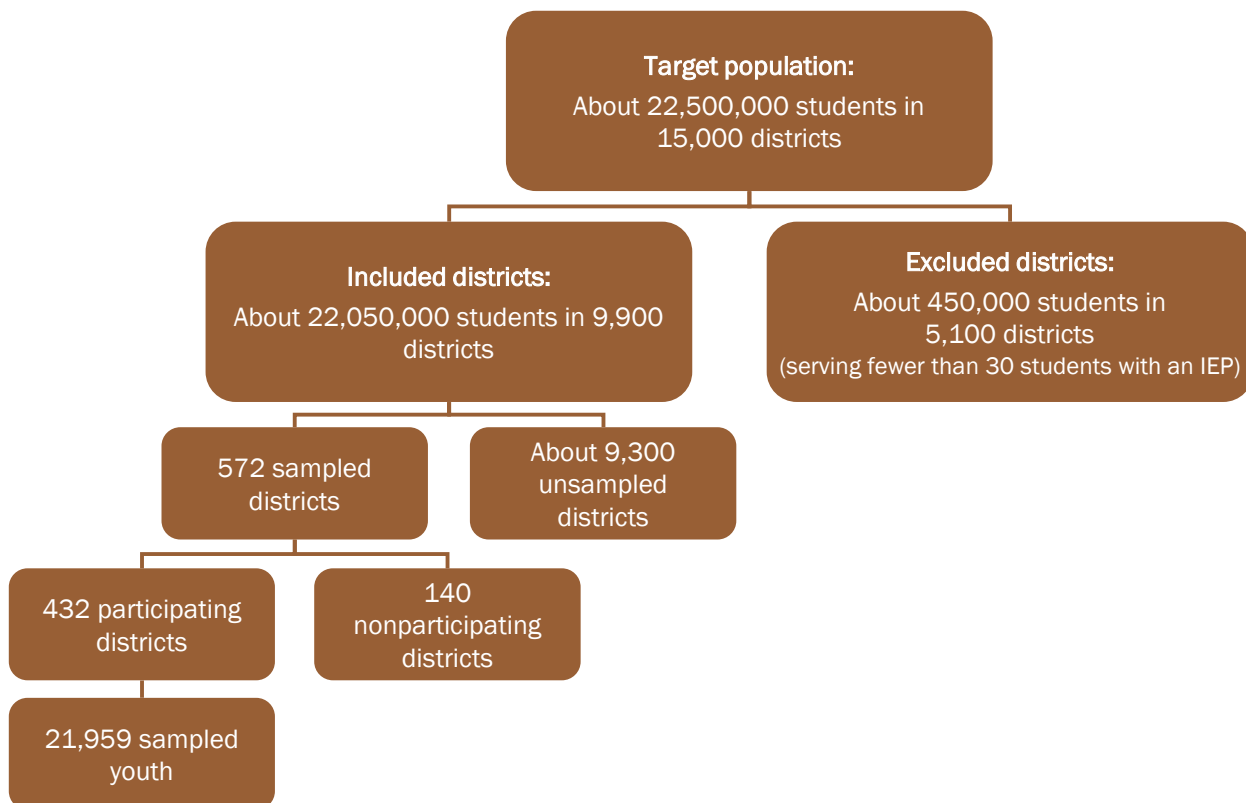 Target population:
About 22,500,000 students in
15,000 districts
Included districts:
About 22,050,000 students in 9,900
districts
Excluded districts:
About 450,000 students in
5,100 districts
(serving fewer than 30 students with an IEP)
572 sampled
districts
About 9,300
unsampled
districts
432 participating
districts
140
nonparticipating
districts
21,959 sampled
youth